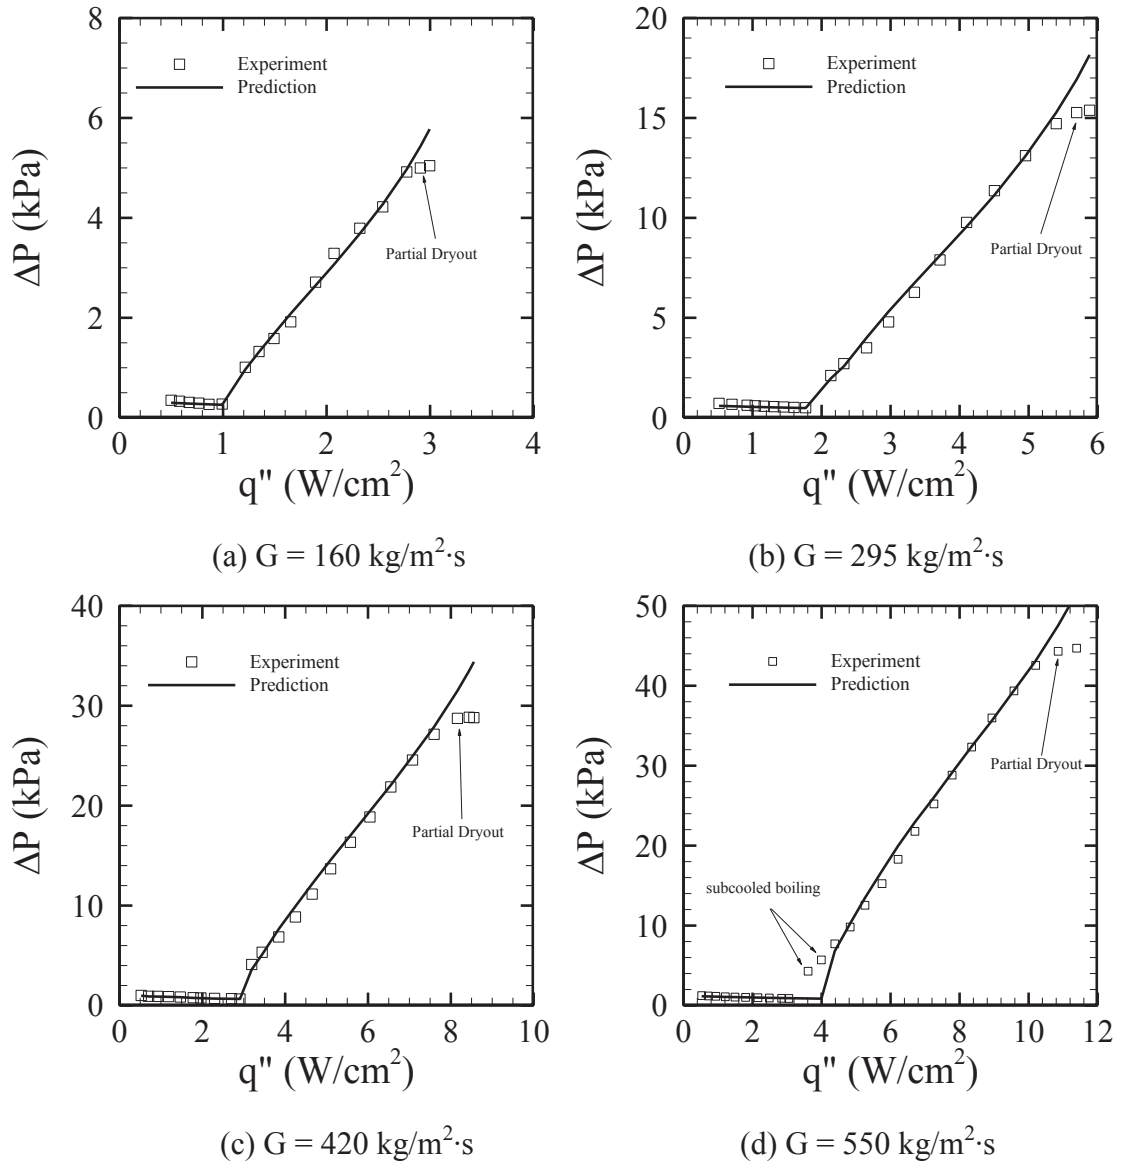 8
6
4
2
0
ΔP (kPa)
Experiment
Prediction
Partial Dryout
0 1 2 3 4
q" (W/cm²)
(a) G = 160 kg/m²·s
20
15
10
5
0
ΔP (kPa)
Experiment
Prediction
Partial Dryout
0 1 2 3 4 5 6
q" (W/cm²)
(b) G = 295 kg/m²·s
40
30
20
10
0
ΔP (kPa)
Experiment
Prediction
Partial Dryout
0 2 4 6 8 10
q" (W/cm²)
(c) G = 420 kg/m²·s
50
40
30
20
10
0
ΔP (kPa)
Experiment
Prediction
Partial Dryout
subcooled boiling
0 2 4 6 8 10 12
q" (W/cm²)
(d) G = 550 kg/m²·s